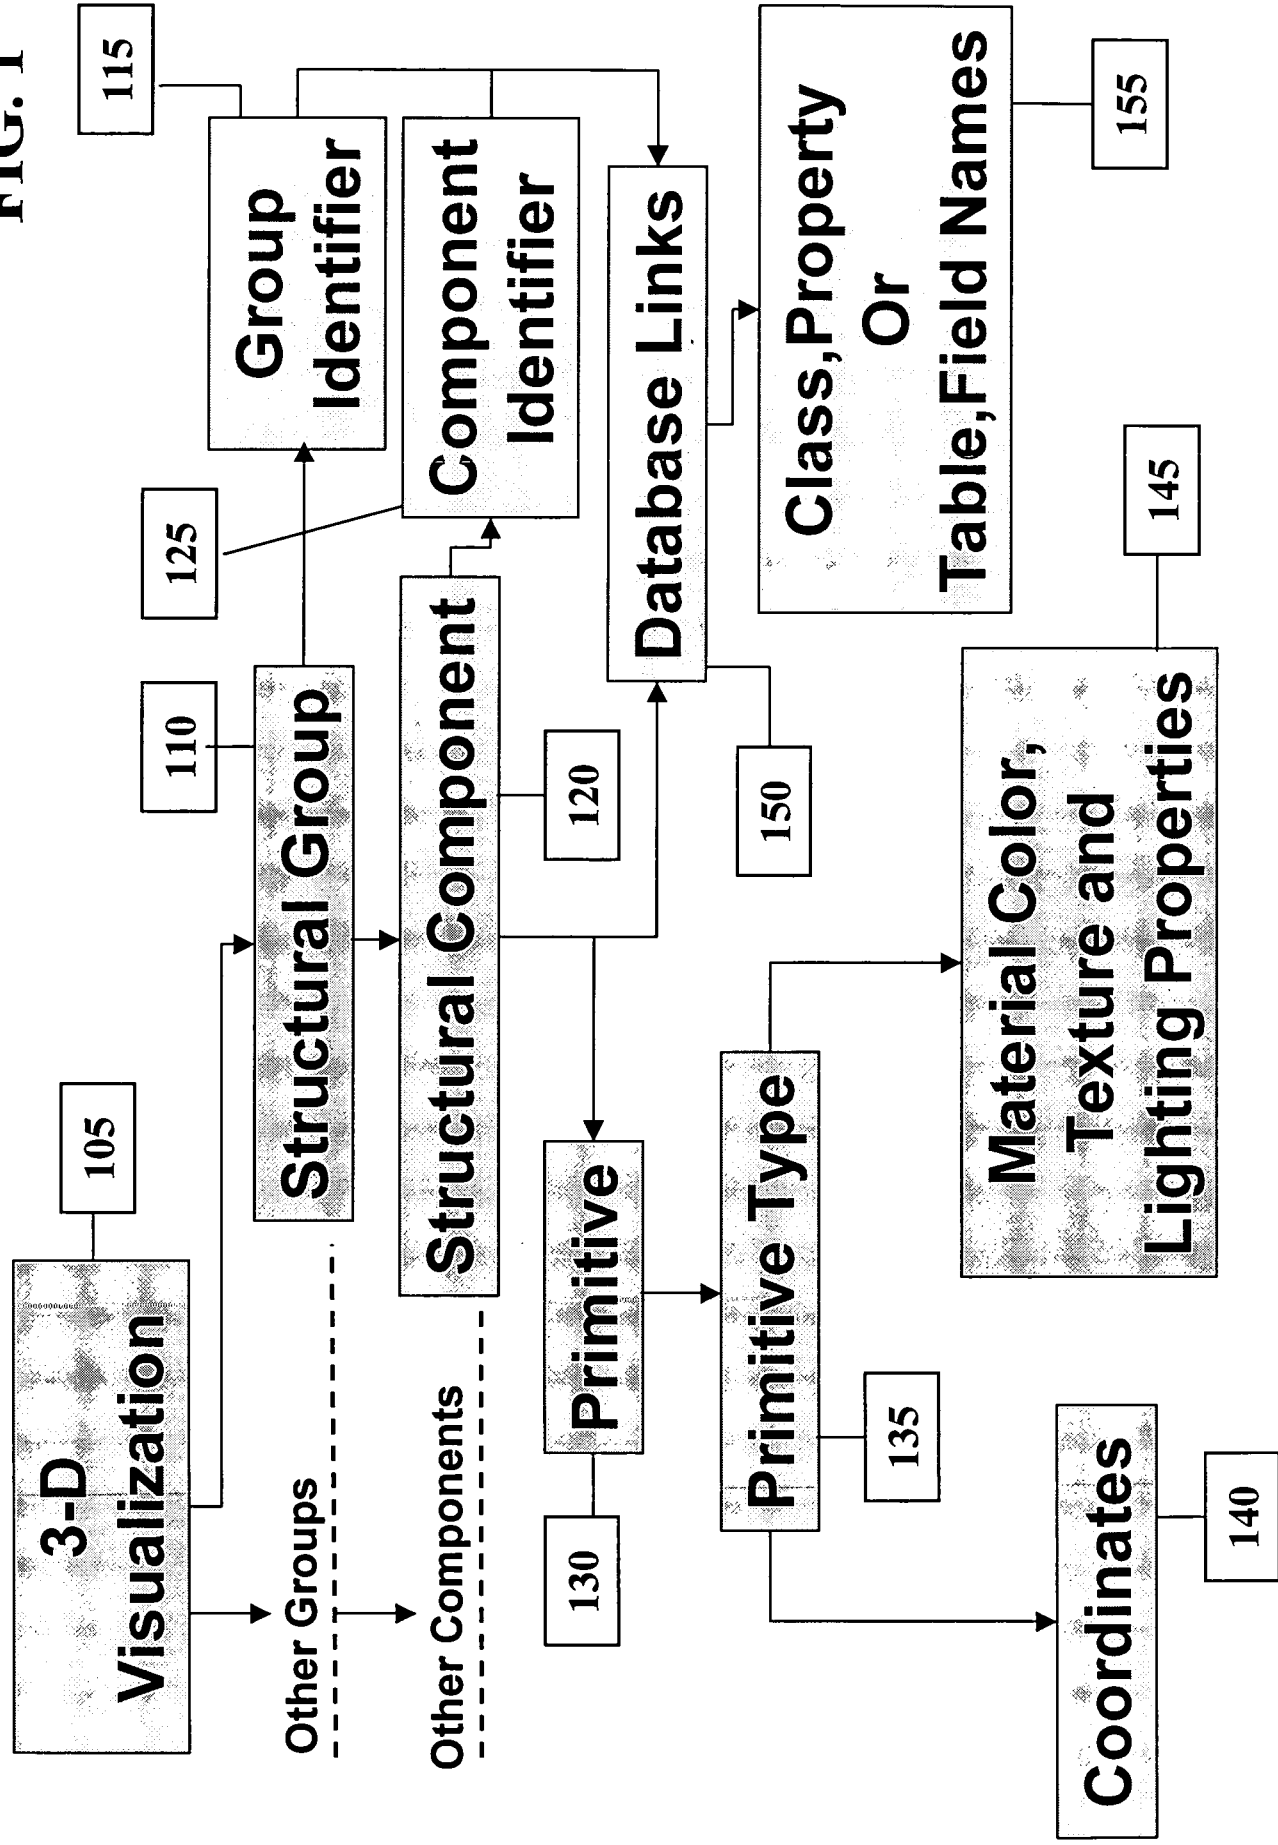 FIG. 1
3-D
Visualization
105
115
110
125
Structural Group
Group
Identifier
Other Groups
Structural Component
Component
Identifier
Other Components
120
130
Primitive
Database Links
150
Primitive Type
135
Class,Property
Or
Table,Field Names
155
Coordinates
140
Material Color,
Texture and
Lighting Properties
145